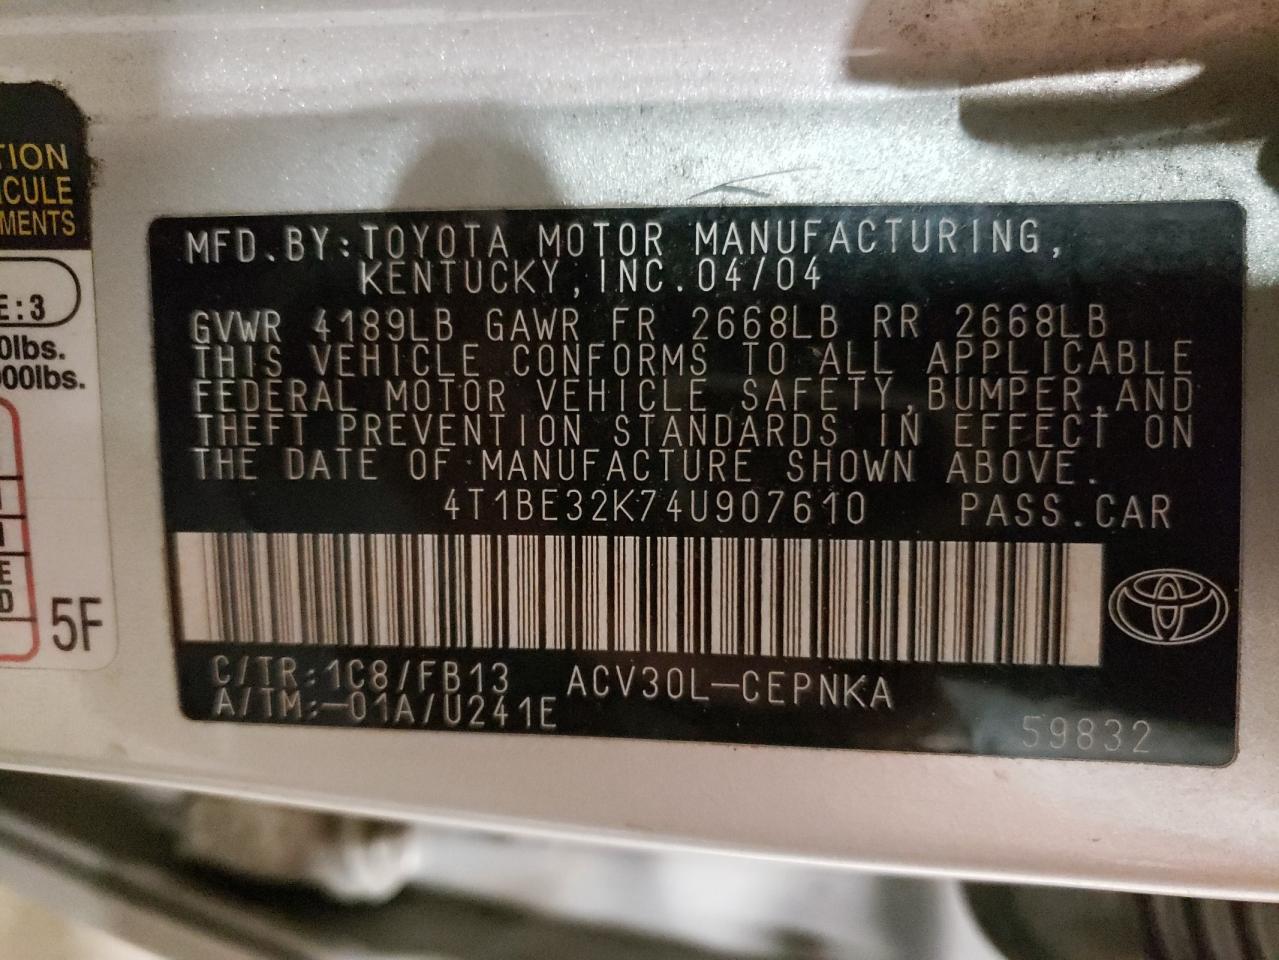 TION
ICULE
MENTS
E:3
0lbs.
000lbs.
E
D
5F
MFD.BY:TOYOTA MOTOR MANUFACTURING,
KENTUCKY,INC.04/04
GVWR 4189LB GAWR FR 2668LB RR 2668LB
THIS VEHICLE CONFORMS TO ALL APPLICABLE
FEDERAL MOTOR VEHICLE SAFETY,BUMPER,AND
THEFT PREVENTION STANDARDS IN EFFECT ON
THE DATE OF MANUFACTURE SHOWN ABOVE.
4T1BE32K74U907610 PASS.CAR
C/TR:1C8/FB13 ACV30L-CEPNKA
A/TM:-01A/U241E
59832